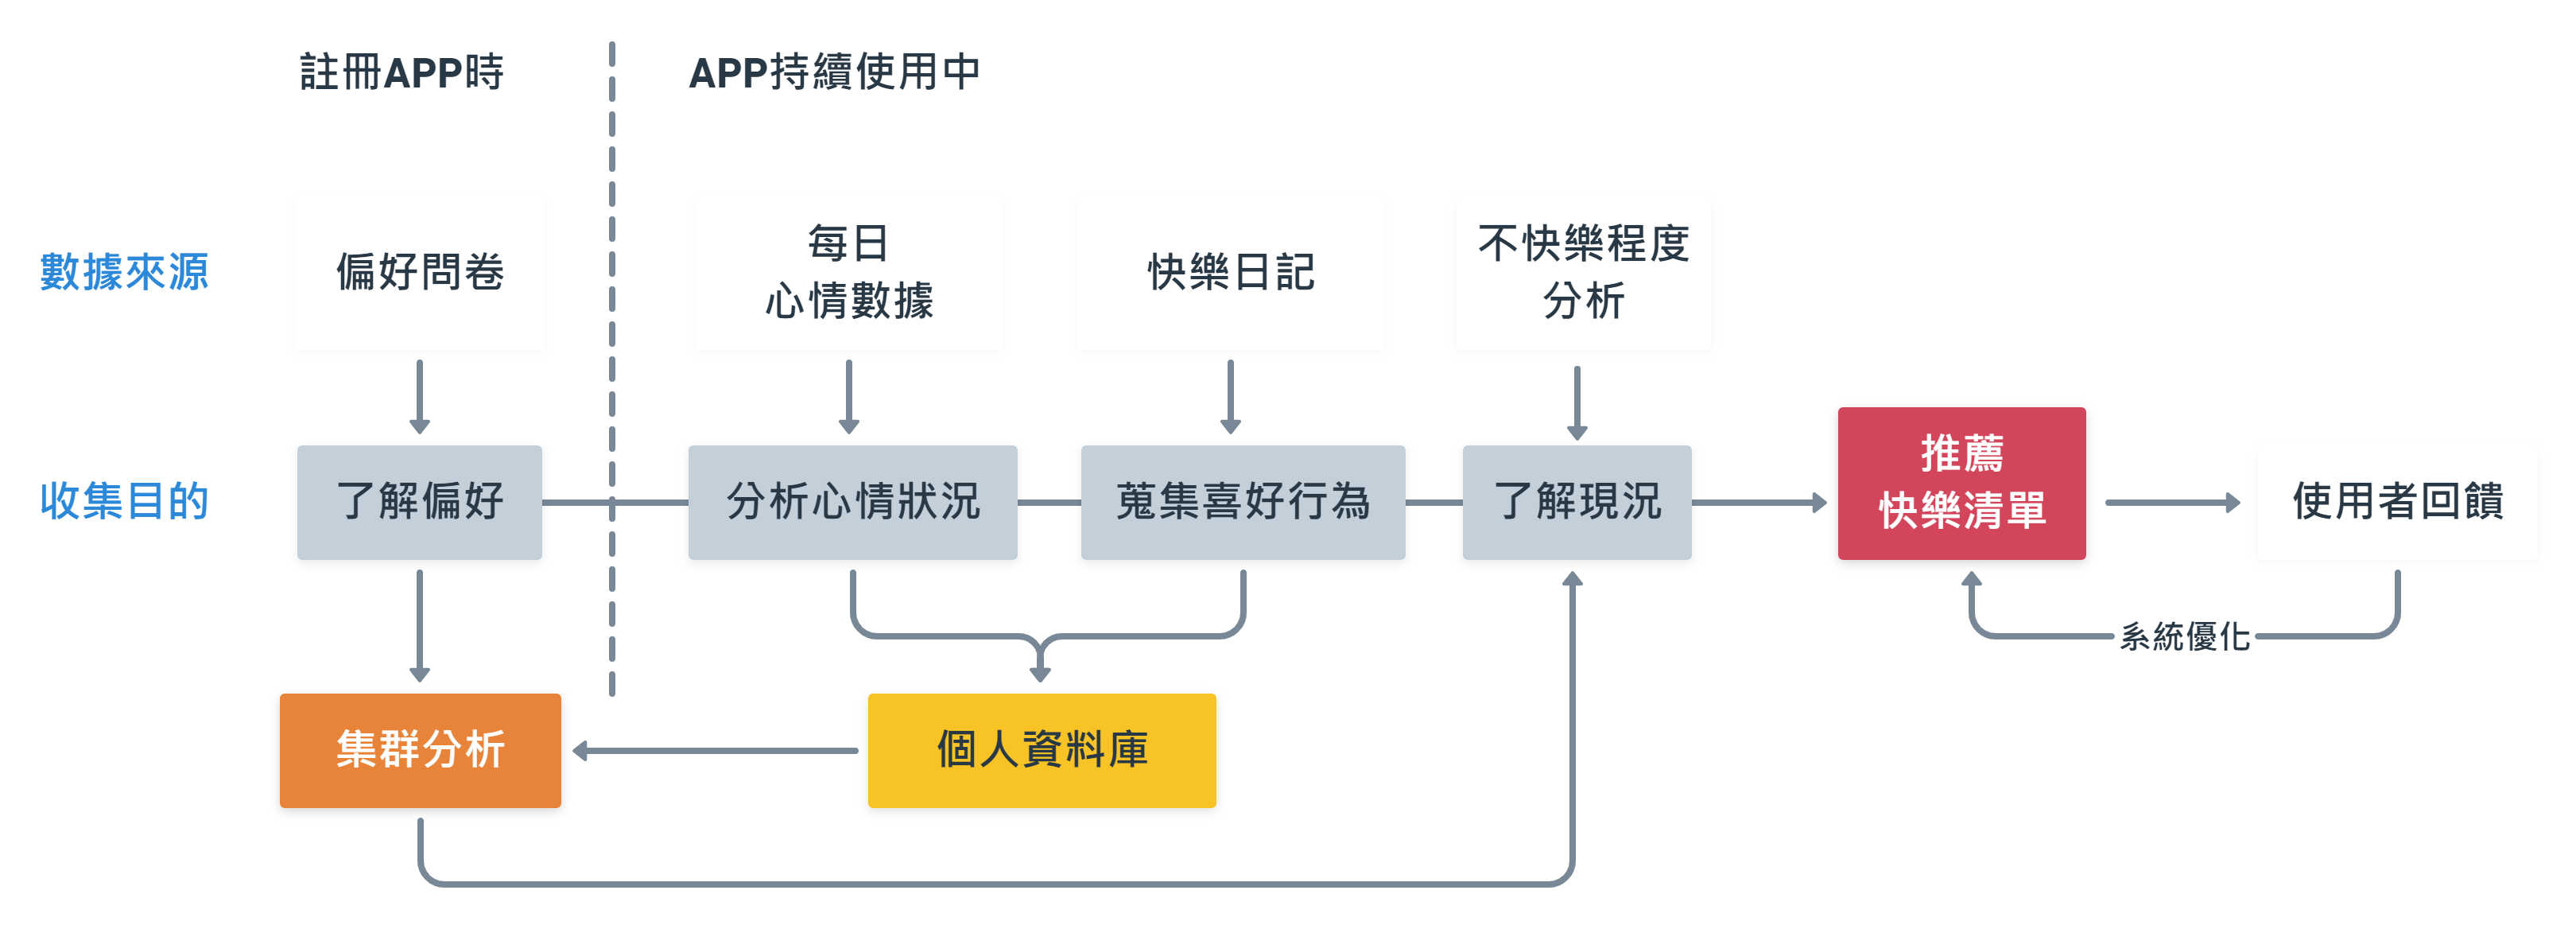 註冊APP時
APP持續使用中
數據來源
偏好問卷
每日
心情數據
快樂日記
不快樂程度
分析
收集目的
了解偏好
分析心情狀況
蒐集喜好行為
了解現況
推薦
快樂清單
使用者回饋
系統優化
集群分析
個人資料庫